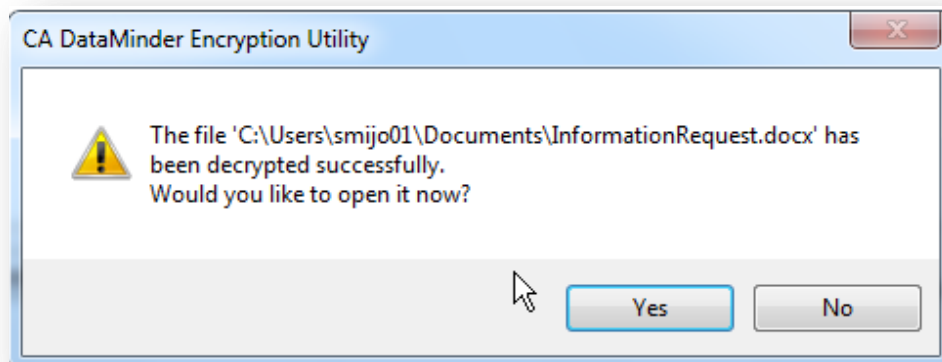 CA DataMinder Encryption Utility
The file 'C:\Users\smijo01\Documents\InformationRequest.docx' has
been decrypted successfully.
Would you like to open it now?
Yes
No